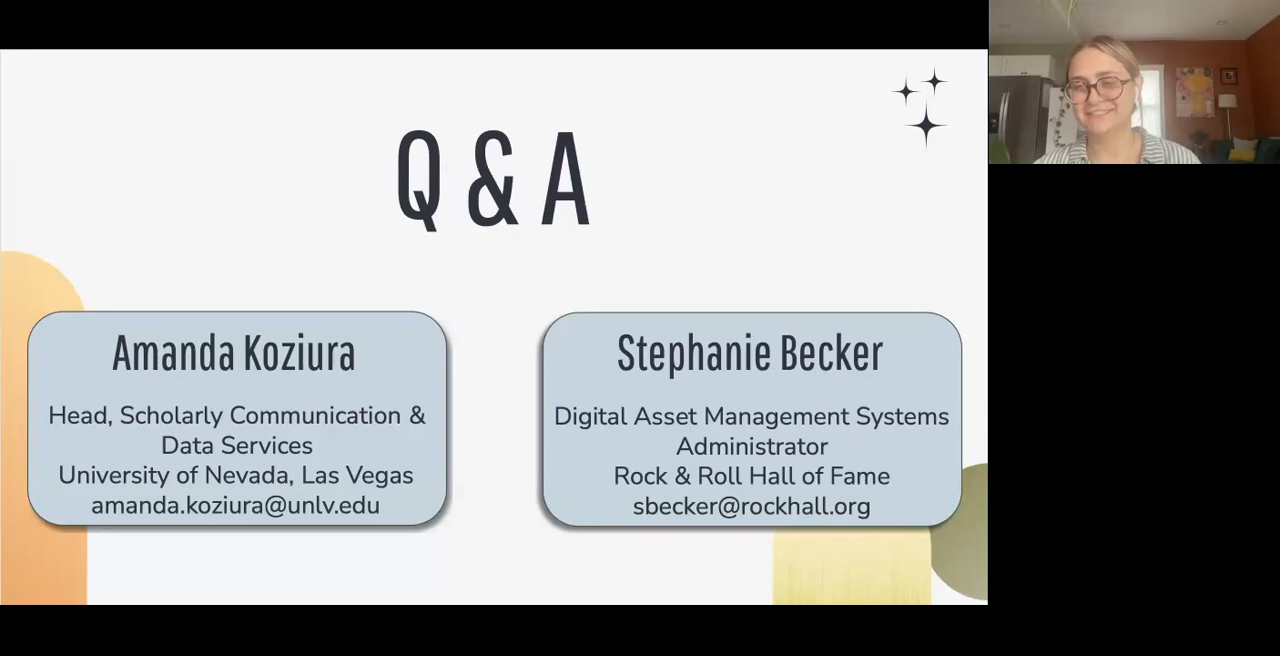 Q & A
Amanda Koziura
Head, Scholarly Communication &
Data Services
University of Nevada, Las Vegas
amanda.koziura@unlv.edu
Stephanie Becker
Digital Asset Management Systems
Administrator
Rock & Roll Hall of Fame
sbecker@rockhall.org